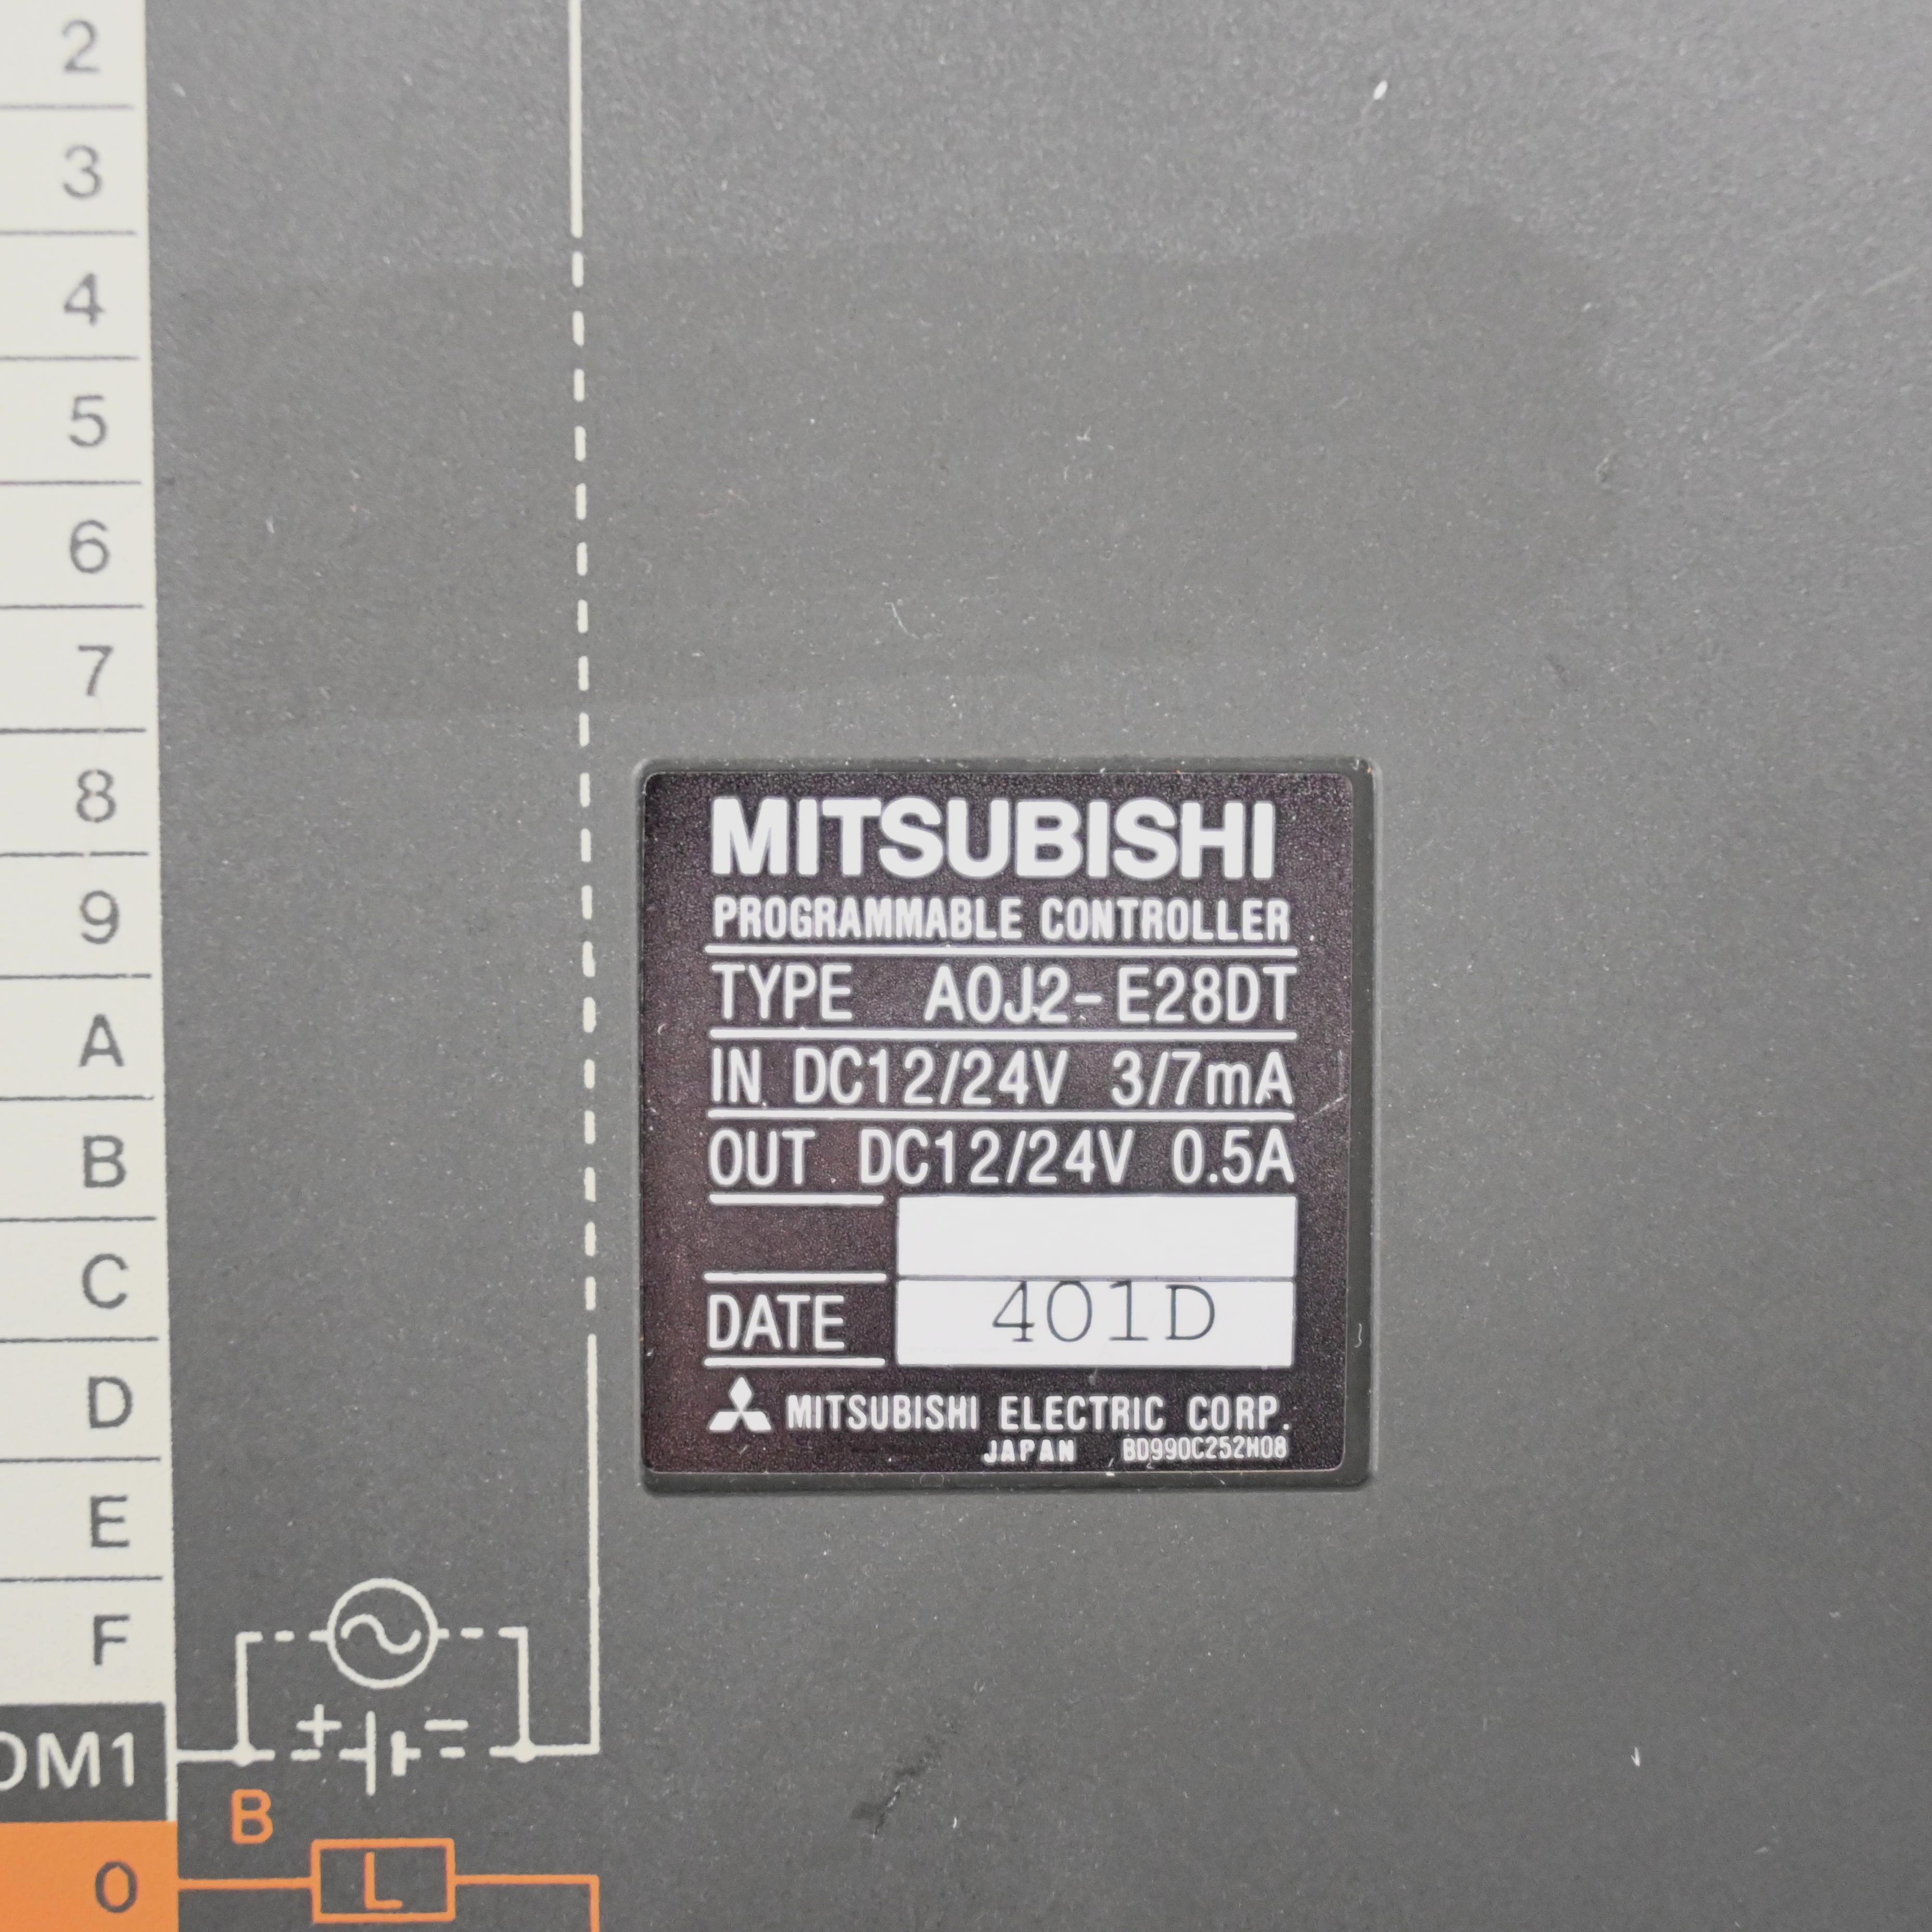 2
3
4
5
6
7
8
9
A
B
C
D
E
F
OM1
B
0
L
+ −
MITSUBISHI
PROGRAMMABLE CONTROLLER
TYPE A0J2-E28DT
IN DC12/24V 3/7mA
OUT DC12/24V 0.5A
DATE 401D
MITSUBISHI ELECTRIC CORP.
JAPAN BD990C252H08